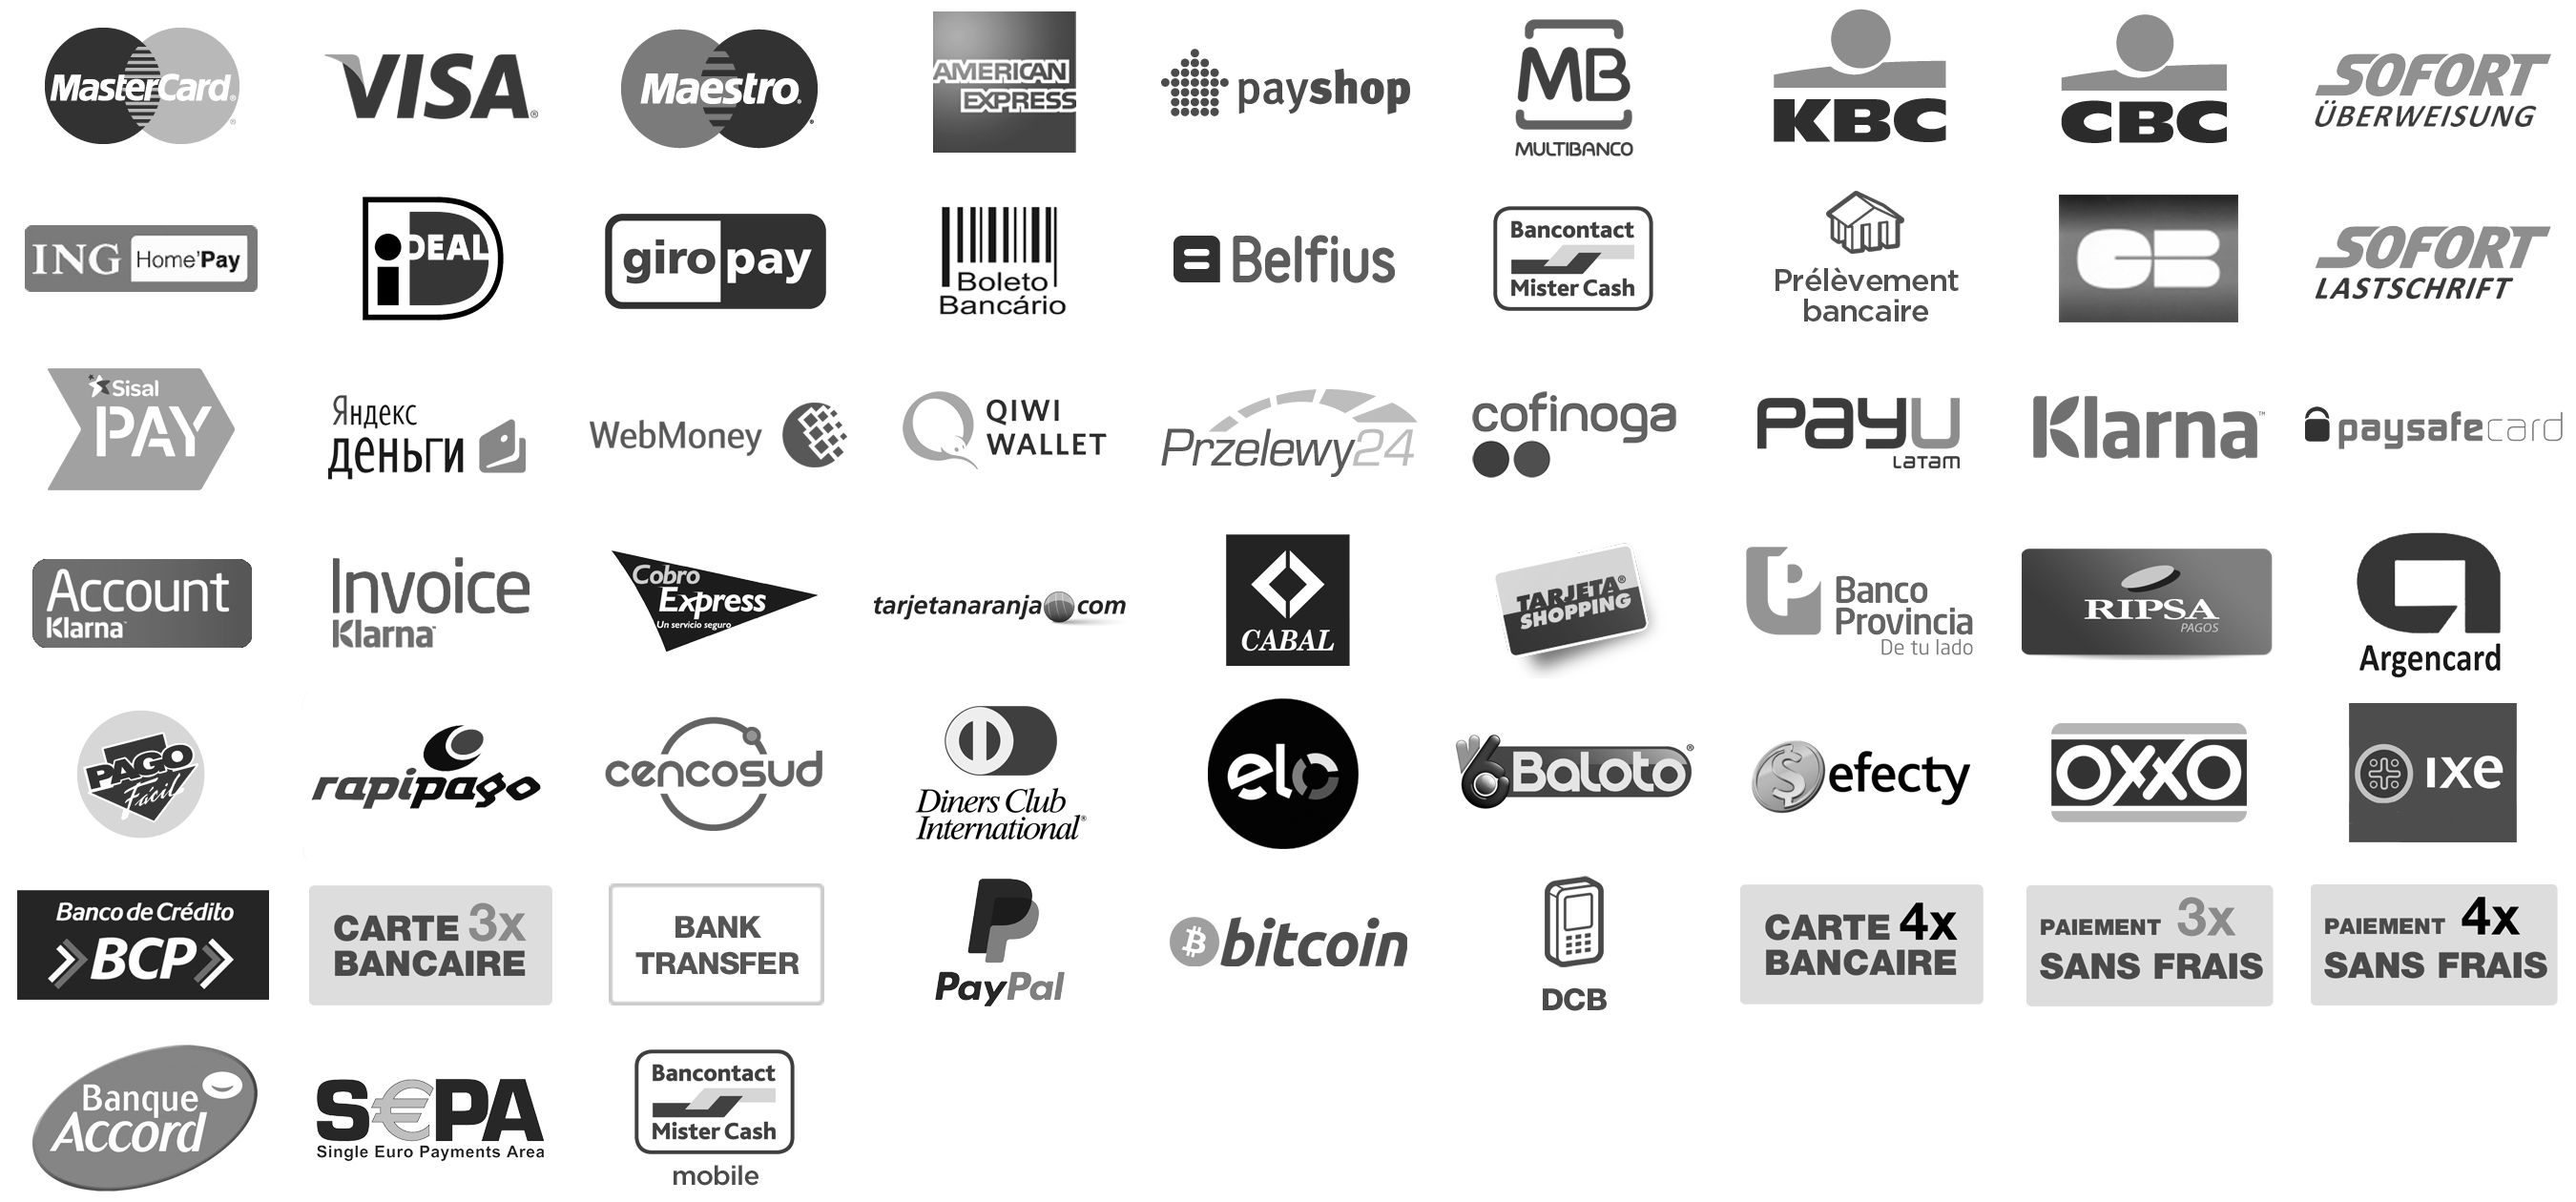 MasterCard®
VISA®
Maestro®
AMERICAN
EXPRESS
payshop
MB
MULTIBANCO
KBC
CBC
SOFORT
ÜBERWEISUNG
ING Home'Pay
iDEAL
giropay
Boleto
Bancário
Belfius
Bancontact
Mister Cash
Prélèvement
bancaire
CB
SOFORT
LASTSCHRIFT
Sisal
PAY
Яндекс
деньги
WebMoney
QIWI
WALLET
Przelewy24
cofinoga
payu
LATAM
Klarna™
paysafecard
Account
Klarna
Invoice
Klarna
Cobro
Express
Un servicio seguro
tarjetanaranja.com
CABAL
TARJETA®
SHOPPING
Banco
Provincia
De tu lado
RIPSA
PAGOS
Argencard
PAGO
Fácil
rapipago
cencosud
Diners Club
International®
elo
Baloto®
efecty
OXXO
ixe
Banco de Crédito
BCP
CARTE 3x
BANCAIRE
BANK
TRANSFER
PayPal
bitcoin
DCB
CARTE 4x
BANCAIRE
PAIEMENT 3x
SANS FRAIS
PAIEMENT 4x
SANS FRAIS
Banque
Accord
S€PA
Single Euro Payments Area
Bancontact
Mister Cash
mobile